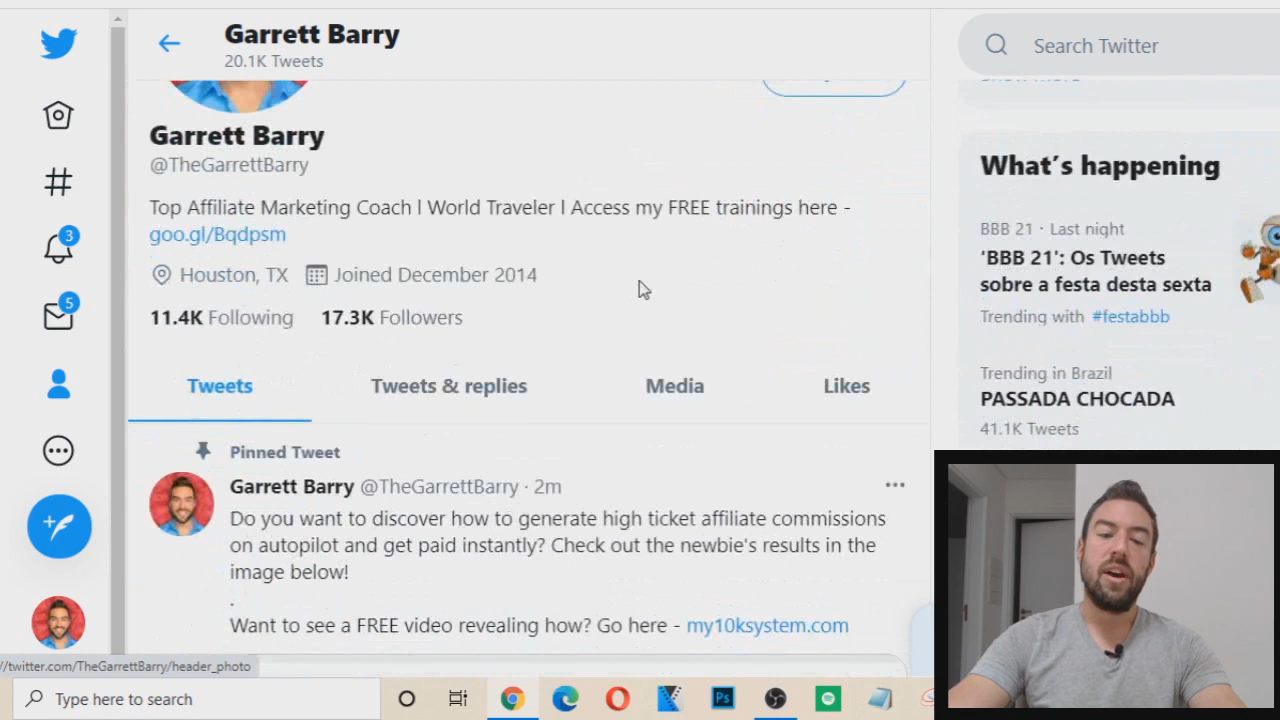 Garrett Barry
20.1K Tweets
Search Twitter
Garrett Barry
@TheGarrettBarry
Top Affiliate Marketing Coach l World Traveler l Access my FREE trainings here -
goo.gl/Bqdpsm
Houston, TX Joined December 2014
11.4K Following 17.3K Followers
Tweets Tweets & replies Media Likes
Pinned Tweet
Garrett Barry @TheGarrettBarry · 2m
Do you want to discover how to generate high ticket affiliate commissions
on autopilot and get paid instantly? Check out the newbie's results in the
image below!
.
Want to see a FREE video revealing how? Go here - my10ksystem.com
What's happening
BBB 21 · Last night
'BBB 21': Os Tweets
sobre a festa desta sexta
Trending with #festabbb
Trending in Brazil
PASSADA CHOCADA
41.1K Tweets
3
5
//twitter.com/TheGarrettBarry/header_photo
Type here to search
Ps